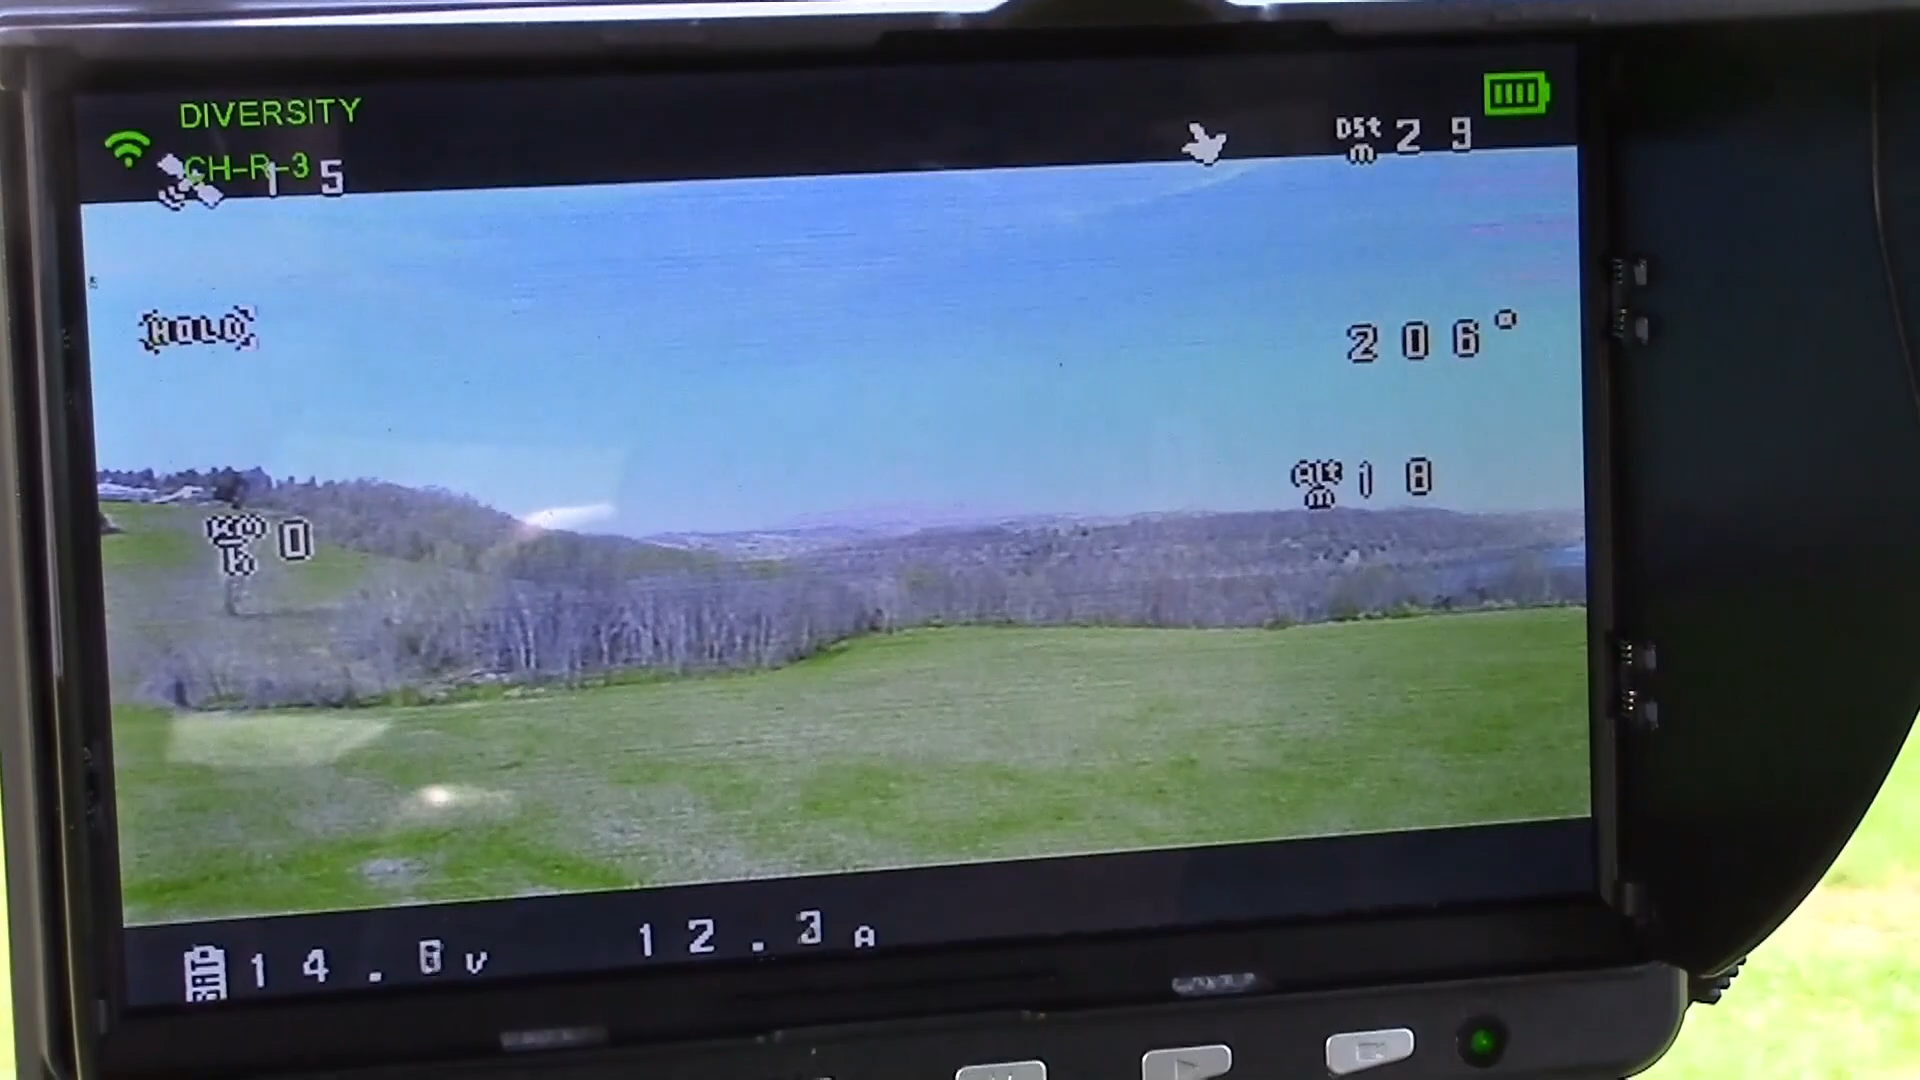 DIVERSITY
CH-R-3
15
DSt m 29
HOLD
206°
Alt m 18
KM h 0
14.8v 12.3A